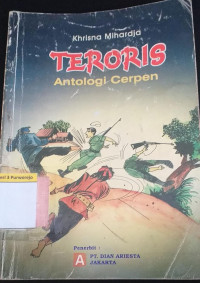 Khrisna Mihardja
TERORIS
Antologi Cerpen
Penerbit :
A PT. DIAN ARIESTA
JAKARTA